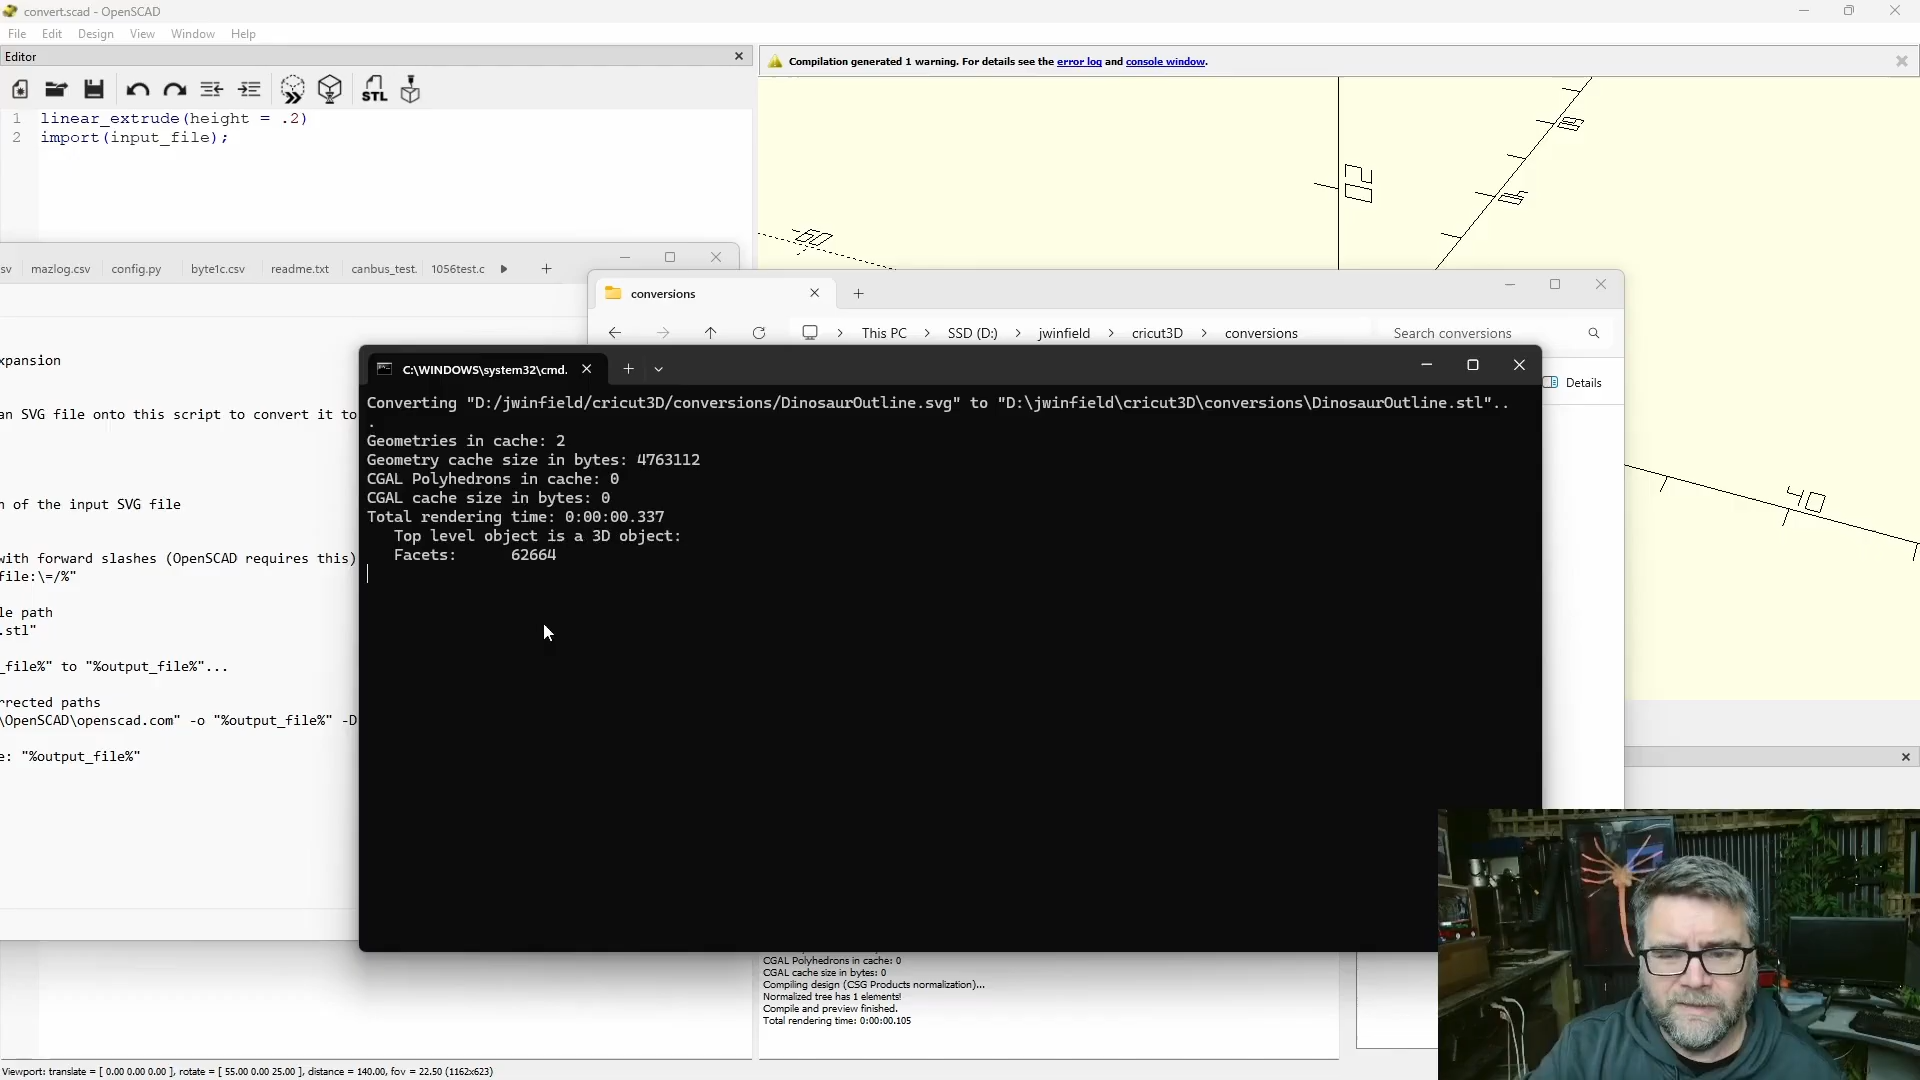 convert.scad - OpenSCAD
File Edit Design View Window Help
Editor
Compilation generated 1 warning. For details see the error log and console window.
STL
1 linear_extrude(height = .2)
2 import(input_file);
sv mazlog.csv config.py byte1c.csv readme.txt canbus_test. 1056test.c
conversions
This PC > SSD (D:) > jwinfield > cricut3D > conversions
Search conversions
Details
xpansion
an SVG file onto this script to convert it to
n of the input SVG file
with forward slashes (OpenSCAD requires this)
file:\=/%"
le path
.stl"
_file%" to "%output_file%"...
rrected paths
\OpenSCAD\openscad.com" -o "%output_file%" -D
e: "%output_file%"
C:\WINDOWS\system32\cmd.
Converting "D:/jwinfield/cricut3D/conversions/DinosaurOutline.svg" to "D:\jwinfield\cricut3D\conversions\DinosaurOutline.stl"..
.
Geometries in cache: 2
Geometry cache size in bytes: 4763112
CGAL Polyhedrons in cache: 0
CGAL cache size in bytes: 0
Total rendering time: 0:00:00.337
Top level object is a 3D object:
Facets: 62664
40
CGAL Polyhedrons in cache: 0
CGAL cache size in bytes: 0
Compiling design (CSG Products normalization)...
Normalized tree has 1 elements!
Compile and preview finished.
Total rendering time: 0:00:00.105
Viewport: translate = [ 0.00 0.00 0.00 ], rotate = [ 55.00 0.00 25.00 ], distance = 140.00, fov = 22.50 (1162x623)